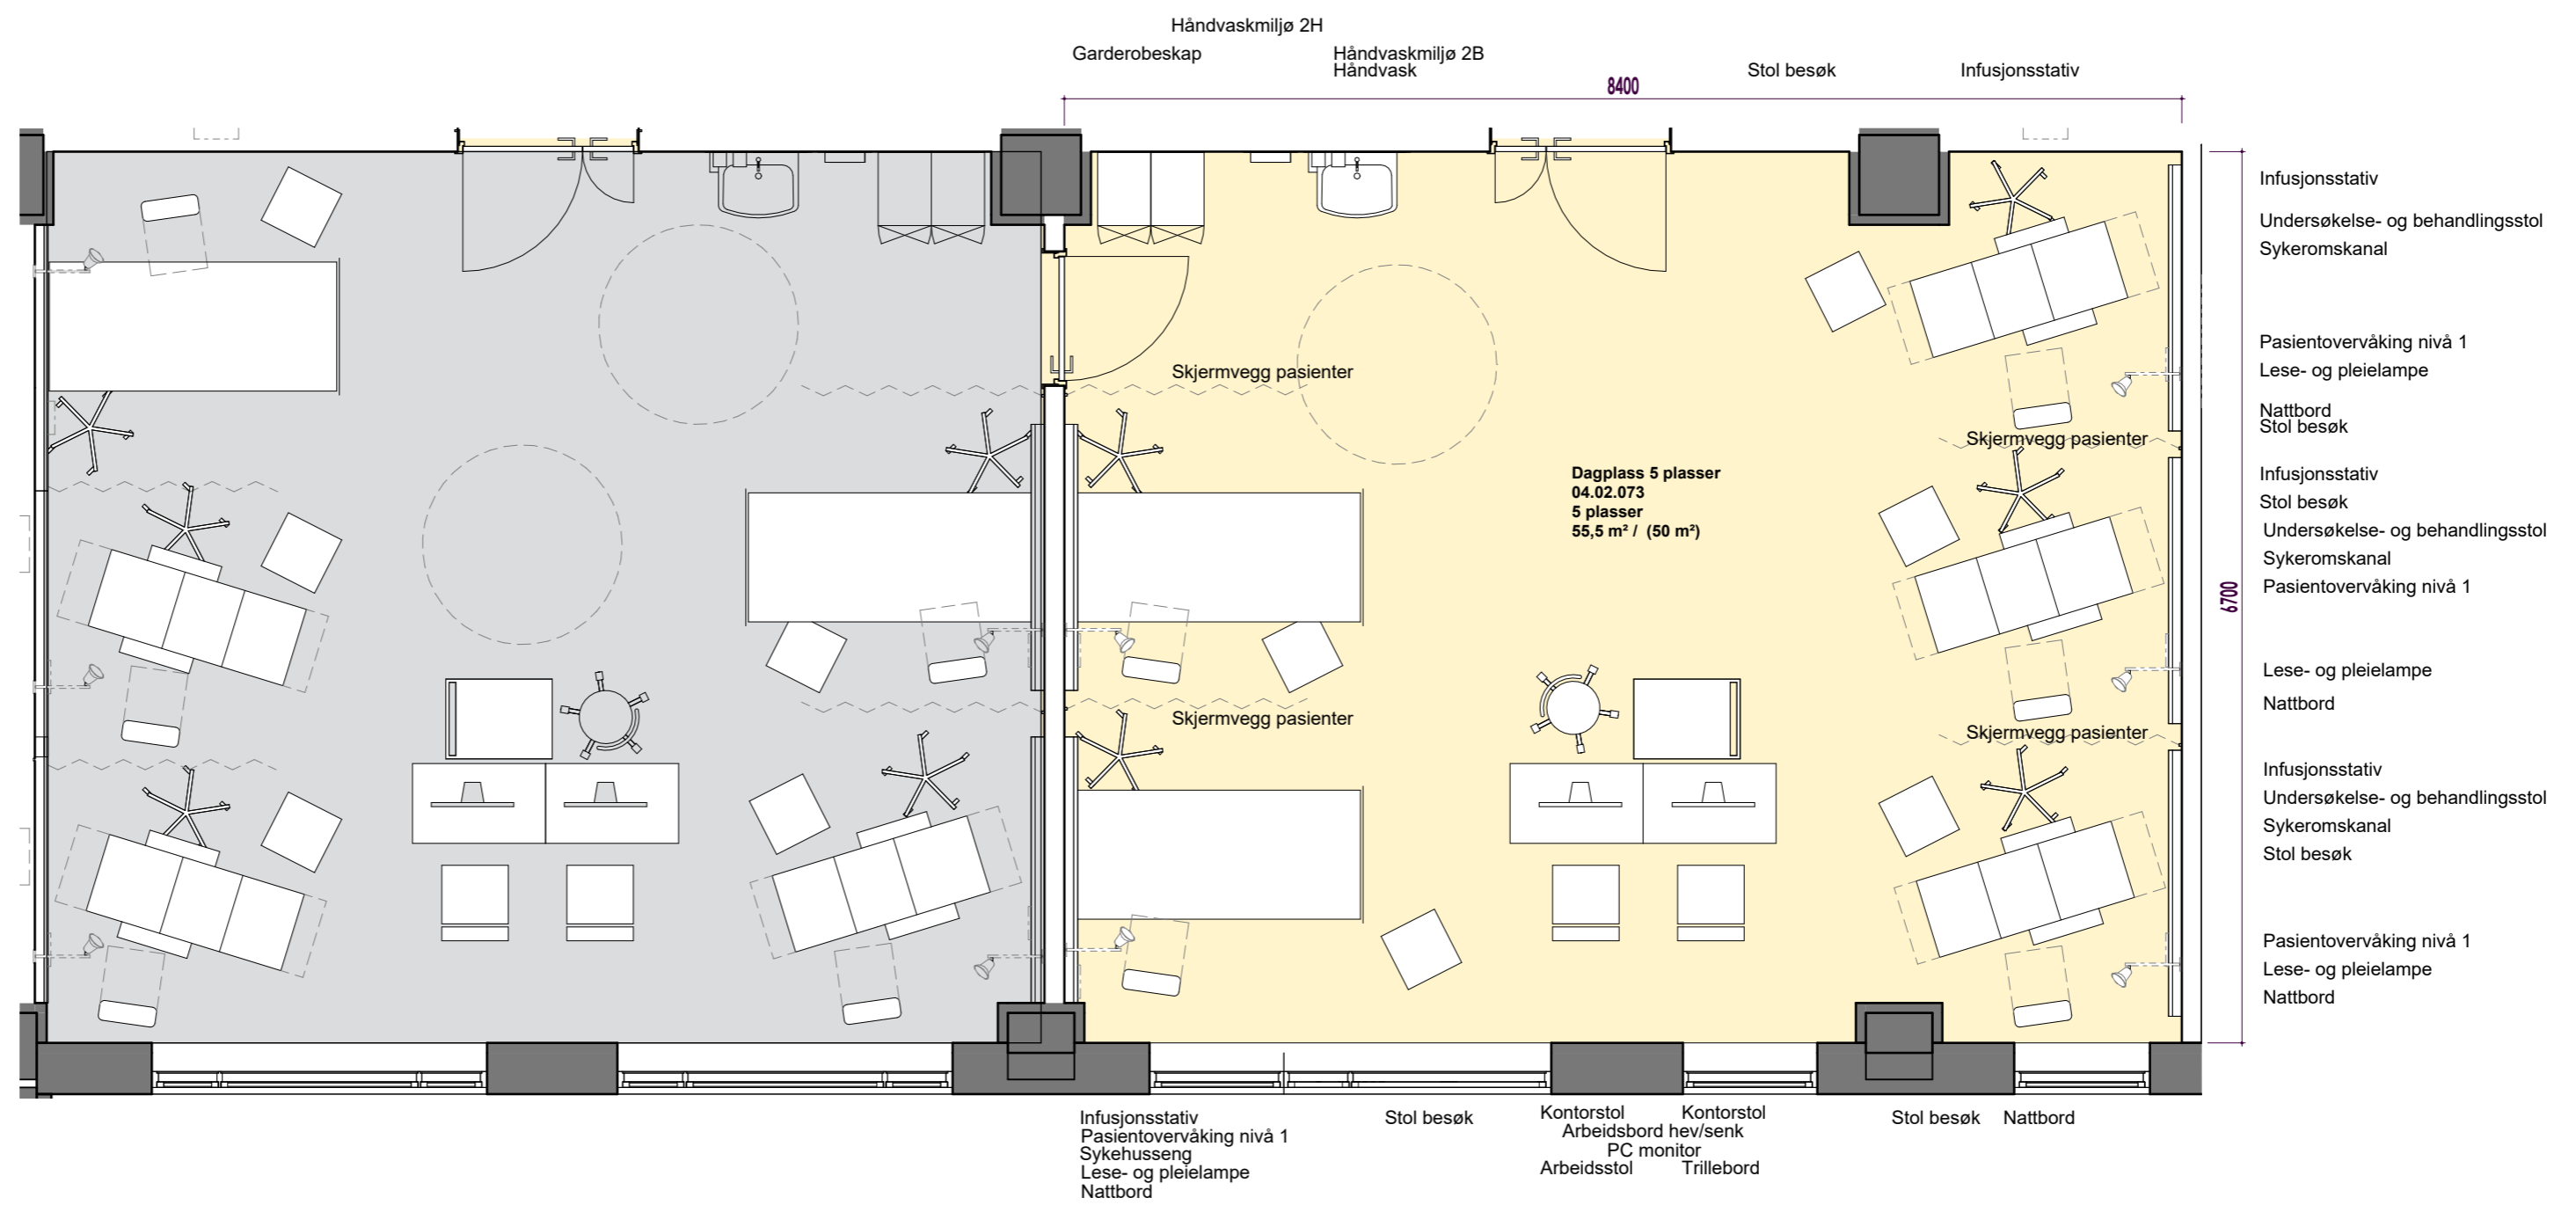 Håndvaskmiljø 2H
Garderobeskap
Håndvaskmiljø 2B
Håndvask
Stol besøk
Infusjonsstativ
8400
Infusjonsstativ
Undersøkelse- og behandlingsstol
Sykeromskanal
Pasientovervåking nivå 1
Lese- og pleielampe
Nattbord
Stol besøk
Skjermvegg pasienter
Skjermvegg pasienter
Dagplass 5 plasser
04.02.073
5 plasser
55,5 m² / (50 m²)
Infusjonsstativ
Stol besøk
Undersøkelse- og behandlingsstol
Sykeromskanal
Pasientovervåking nivå 1
6700
Lese- og pleielampe
Nattbord
Skjermvegg pasienter
Skjermvegg pasienter
Infusjonsstativ
Undersøkelse- og behandlingsstol
Sykeromskanal
Stol besøk
Pasientovervåking nivå 1
Lese- og pleielampe
Nattbord
Infusjonsstativ
Pasientovervåking nivå 1
Sykehusseng
Lese- og pleielampe
Nattbord
Stol besøk
Kontorstol
Kontorstol
Arbeidsbord hev/senk
PC monitor
Arbeidsstol
Trillebord
Stol besøk
Nattbord